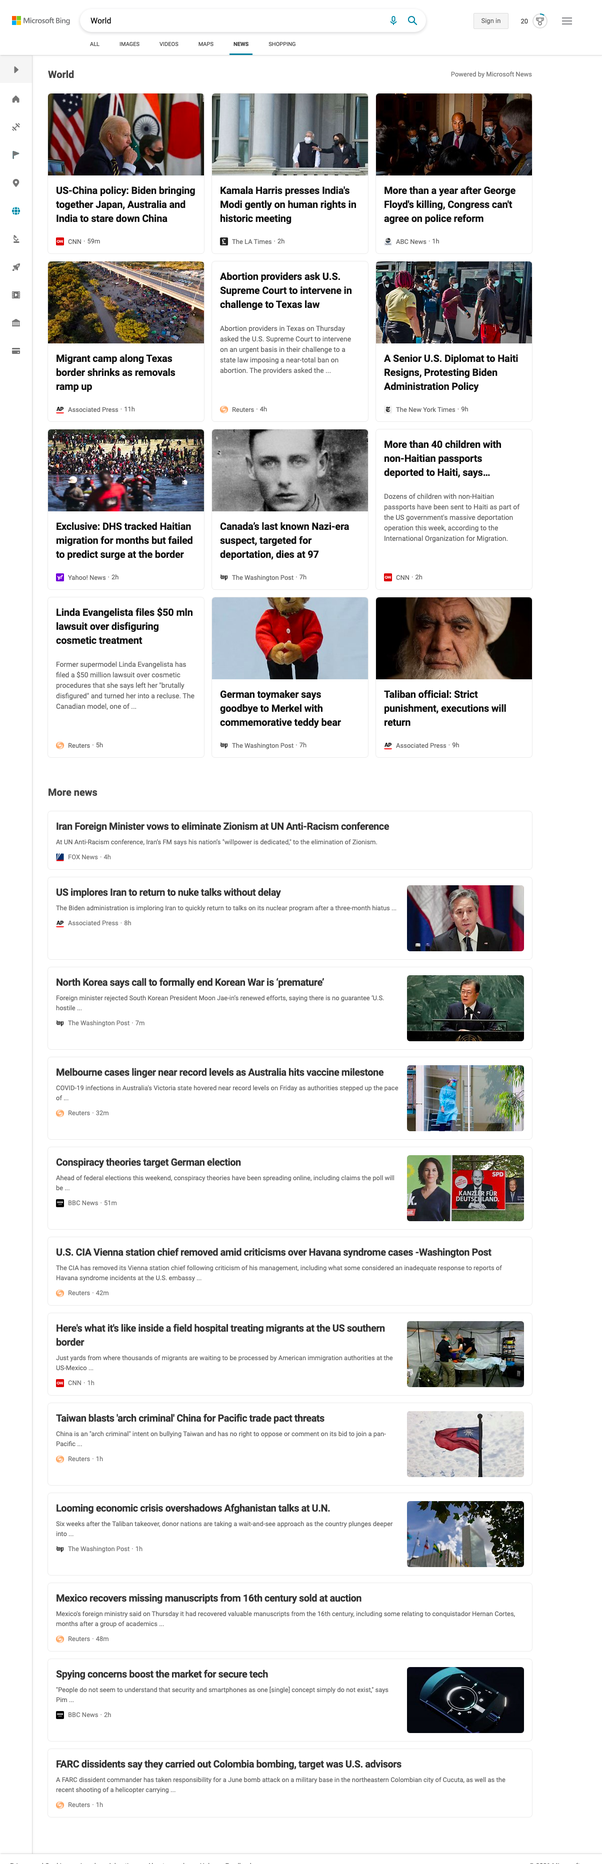 Microsoft Bing
World
Sign in
20
ALL
IMAGES
VIDEOS
MAPS
NEWS
SHOPPING
World
Powered by Microsoft News
US-China policy: Biden bringing
together Japan, Australia and
India to stare down China
CNN · 59m
Kamala Harris presses India's
Modi gently on human rights in
historic meeting
The LA Times · 2h
More than a year after George
Floyd's killing, Congress can't
agree on police reform
ABC News · 1h
Migrant camp along Texas
border shrinks as removals
ramp up
AP Associated Press · 11h
Abortion providers ask U.S.
Supreme Court to intervene in
challenge to Texas law
Abortion providers in Texas on Thursday
asked the U.S. Supreme Court to intervene
on an urgent basis in their challenge to a
state law imposing a near-total ban on
abortion. The providers asked the ...
Reuters · 4h
A Senior U.S. Diplomat to Haiti
Resigns, Protesting Biden
Administration Policy
The New York Times · 9h
Exclusive: DHS tracked Haitian
migration for months but failed
to predict surge at the border
Yahoo! News · 2h
Canada's last known Nazi-era
suspect, targeted for
deportation, dies at 97
wp The Washington Post · 7h
More than 40 children with
non-Haitian passports
deported to Haiti, says...
Dozens of children with non-Haitian
passports have been sent to Haiti as part of
the US government's massive deportation
operation this week, according to the
International Organization for Migration.
CNN · 2h
Linda Evangelista files $50 mln
lawsuit over disfiguring
cosmetic treatment
Former supermodel Linda Evangelista has
filed a $50 million lawsuit over cosmetic
procedures that she says left her "brutally
disfigured" and turned her into a recluse. The
Canadian model, one of ...
Reuters · 5h
German toymaker says
goodbye to Merkel with
commemorative teddy bear
wp The Washington Post · 7h
Taliban official: Strict
punishment, executions will
return
AP Associated Press · 9h
More news
Iran Foreign Minister vows to eliminate Zionism at UN Anti-Racism conference
At UN Anti-Racism conference, Iran's FM says his nation's "willpower is dedicated," to the elimination of Zionism.
FOX News · 4h
US implores Iran to return to nuke talks without delay
The Biden administration is imploring Iran to quickly return to talks on its nuclear program after a three-month hiatus ...
AP Associated Press · 8h
North Korea says call to formally end Korean War is 'premature'
Foreign minister rejected South Korean President Moon Jae-in's renewed efforts, saying there is no guarantee 'U.S.
hostile ...
wp The Washington Post · 7m
Melbourne cases linger near record levels as Australia hits vaccine milestone
COVID-19 infections in Australia's Victoria state hovered near record levels on Friday as authorities stepped up the pace
of ...
Reuters · 32m
Conspiracy theories target German election
Ahead of federal elections this weekend, conspiracy theories have been spreading online, including claims the poll will
be ...
BBC News · 51m
SPD
KANZLER FÜR
DEUTSCHLAND.
U.S. CIA Vienna station chief removed amid criticisms over Havana syndrome cases -Washington Post
The CIA has removed its Vienna station chief following criticism of his management, including what some considered an inadequate response to reports of
Havana syndrome incidents at the U.S. embassy ...
Reuters · 42m
Here's what it's like inside a field hospital treating migrants at the US southern
border
Just yards from where thousands of migrants are waiting to be processed by American immigration authorities at the
US-Mexico ...
CNN · 1h
Taiwan blasts 'arch criminal' China for Pacific trade pact threats
China is an "arch criminal" intent on bullying Taiwan and has no right to oppose or comment on its bid to join a pan-
Pacific ...
Reuters · 1h
Looming economic crisis overshadows Afghanistan talks at U.N.
Six weeks after the Taliban takeover, donor nations are taking a wait-and-see approach as the country plunges deeper
into ...
wp The Washington Post · 1h
Mexico recovers missing manuscripts from 16th century sold at auction
Mexico's foreign ministry said on Thursday it had recovered valuable manuscripts from the 16th century, including some relating to conquistador Hernan Cortes,
months after a group of academics ...
Reuters · 48m
Spying concerns boost the market for secure tech
"People do not seem to understand that security and smartphones as one [single] concept simply do not exist," says
Pim ...
BBC News · 2h
FARC dissidents say they carried out Colombia bombing, target was U.S. advisors
A FARC dissident commander has taken responsibility for a June bomb attack on a military base in the northeastern Colombian city of Cucuta, as well as the
recent shooting of a helicopter carrying ...
Reuters · 1h